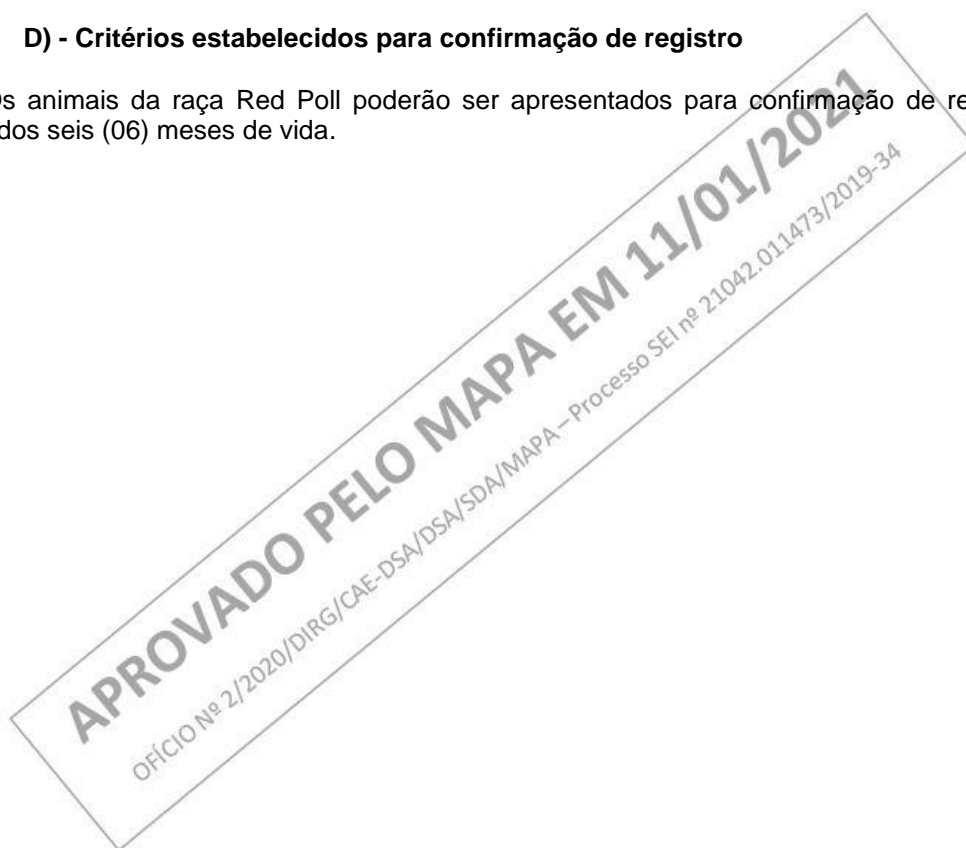 D) - Critérios estabelecidos para confirmação de registro
s animais da raça Red Poll poderão ser apresentados para confirmação de re
dos seis (06) meses de vida.
APROVADO PELO MAPA EM 11/01/2021
OFÍCIO Nº 2/2020/DIRG/CAE-DSA/DSA/SDA/MAPA – Processo SEI nº 21042.011473/2019-34